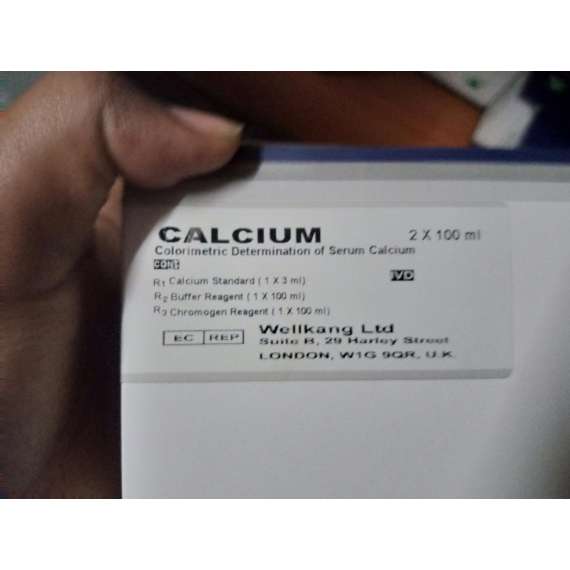 CALCIUM 2 X 100 ml
Colorimetric Determination of Serum Calcium
CONT
IVD
R1 Calcium Standard ( 1 X 3 ml)
R2 Buffer Reagent ( 1 X 100 ml)
R3 Chromogen Reagent ( 1 X 100 ml)
EC REP Wellkang Ltd
Suite B, 29 Harley Street
LONDON, W1G 9QR, U.K.